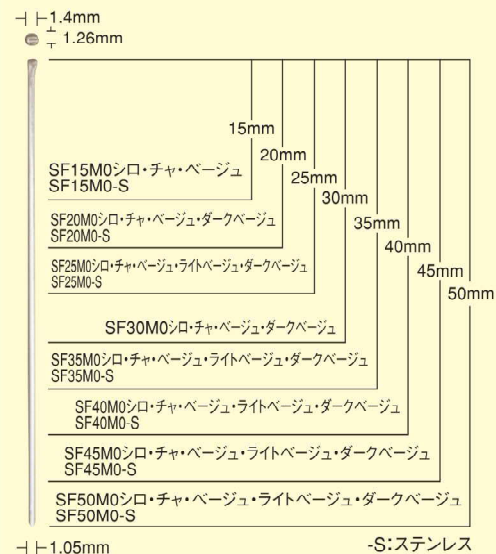 1.4mm
1.26mm
15mm
20mm
25mm
30mm
35mm
40mm
45mm
50mm
SF15M0シロ・チャ・ベージュ
SF15M0-S
SF20M0シロ・チャ・ベージュ・ダークベージュ
SF20M0-S
SF25M0シロ・チャ・ベージュ・ライトベージュ・ダークベージュ
SF25M0-S
SF30M0シロ・チャ・ベージュ・ダークベージュ
SF35M0シロ・チャ・ベージュ・ライトベージュ・ダークベージュ
SF35M0-S
SF40M0シロ・チャ・ベージュ・ライトベージュ・ダークベージュ
SF40M0-S
SF45M0シロ・チャ・ベージュ・ライトベージュ・ダークベージュ
SF45M0-S
SF50M0シロ・チャ・ベージュ・ライトベージュ・ダークベージュ
SF50M0-S
1.05mm
-S:ステンレス